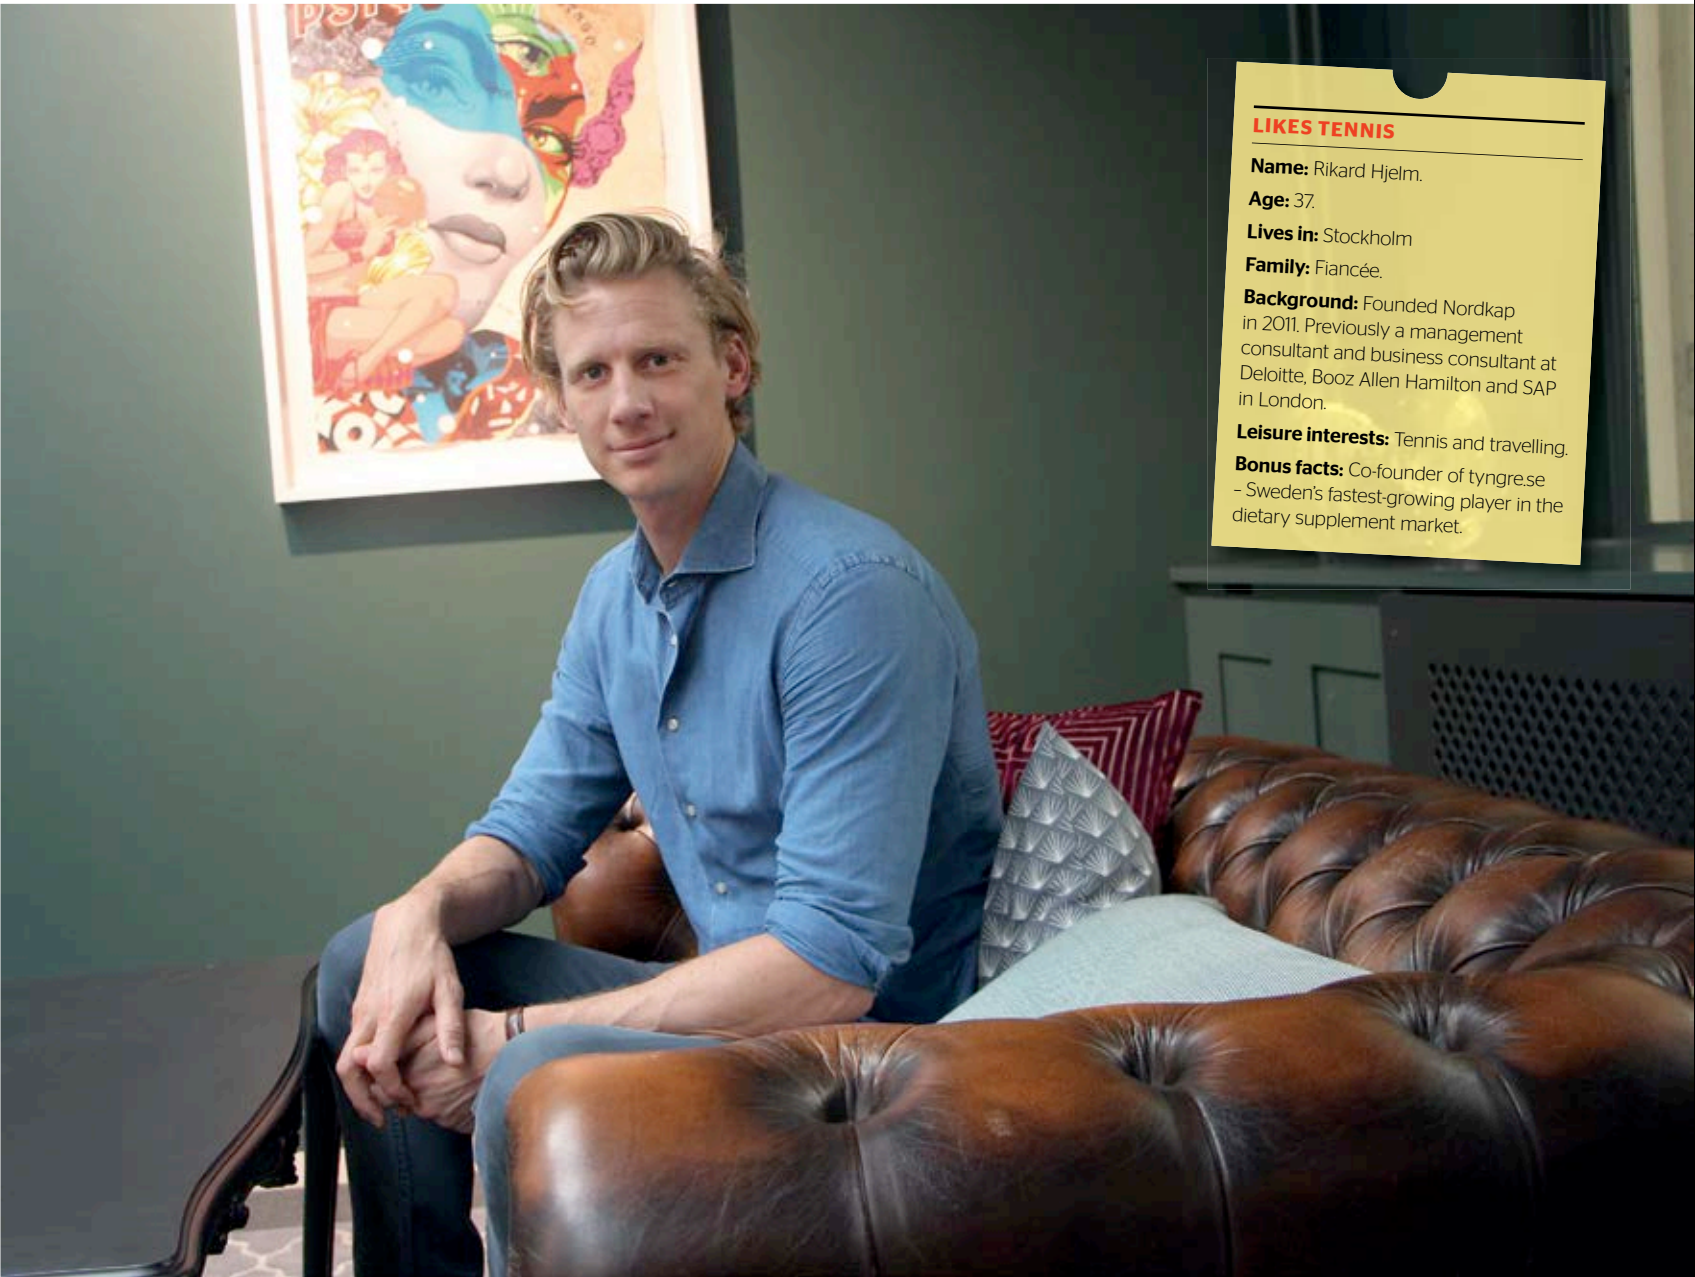 LIKES TENNIS
Name: Rikard Hjelm.
Age: 37.
Lives in: Stockholm
Family: Fiancée.
Background: Founded Nordkap
in 2011. Previously a management
consultant and business consultant at
Deloitte, Booz Allen Hamilton and SAP
in London.
Leisure interests: Tennis and travelling.
Bonus facts: Co-founder of tyngre.se
– Sweden's fastest-growing player in the
dietary supplement market.